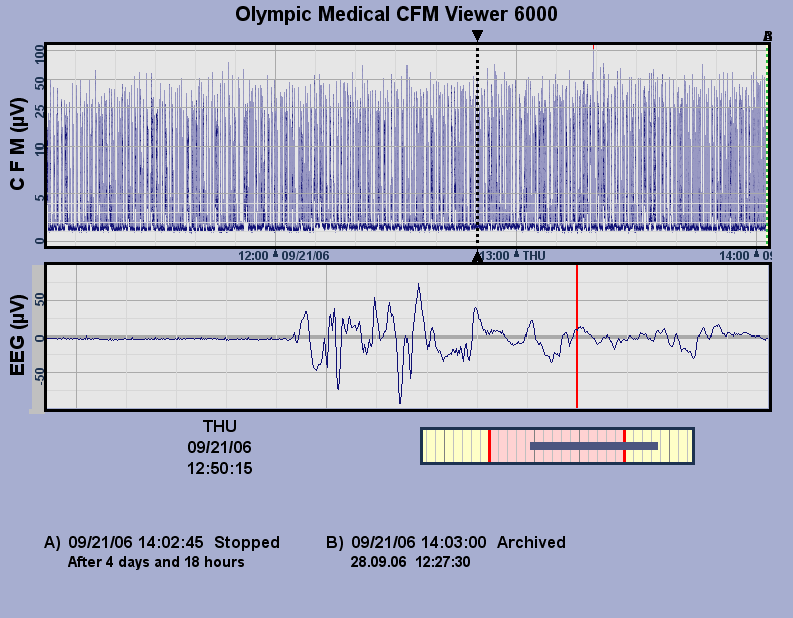 Olympic Medical CFM Viewer 6000
B
100
50
25
10
5
0
C F M (µV)
12:00 09/21/06
13:00 THU
14:00 09
EEG (µV)
50
0
-50
THU
09/21/06
12:50:15
A) 09/21/06 14:02:45 Stopped
After 4 days and 18 hours
B) 09/21/06 14:03:00 Archived
28.09.06 12:27:30